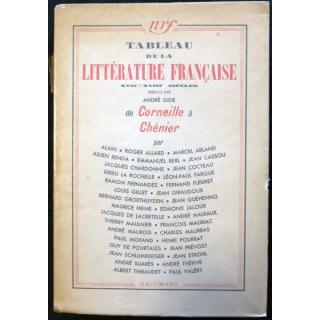 nrf
TABLEAU
DE LA
LITTÉRATURE FRANÇAISE
XVIIe - XVIIIe SIÈCLES
PRÉFACE PAR
ANDRÉ GIDE
de Corneille à
Chénier
par
ALAIN • ROGER ALLARD • MARCEL ARLAND
JULIEN BENDA • EMMANUEL BERL • JEAN CASSOU
JACQUES CHARDONNE • JEAN COCTEAU
DRIEU LA ROCHELLE • LÉON-PAUL FARGUE
RAMON FERNANDEZ • FERNAND FLEURET
LOUIS GILLET • JEAN GIRAUDOUX
BERNARD GROETHUYSEN • JEAN GUÉHENNO
MAURICE HEINE • EDMOND JALOUX
JACQUES DE LACRETELLE • ANDRÉ MALRAUX
THIERRY MAULNIER • FRANÇOIS MAURIAC
ANDRÉ MAUROIS • CHARLES MAURRAS
PAUL MORAND • HENRI POURRAT
GUY DE POURTALÈS • JEAN PRÉVOST
JEAN SCHLUMBERGER • JEAN STROHL
ANDRÉ SUARÈS • ANDRÉ THÉRIVE
ALBERT THIBAUDET • PAUL VALÉRY
GALLIMARD